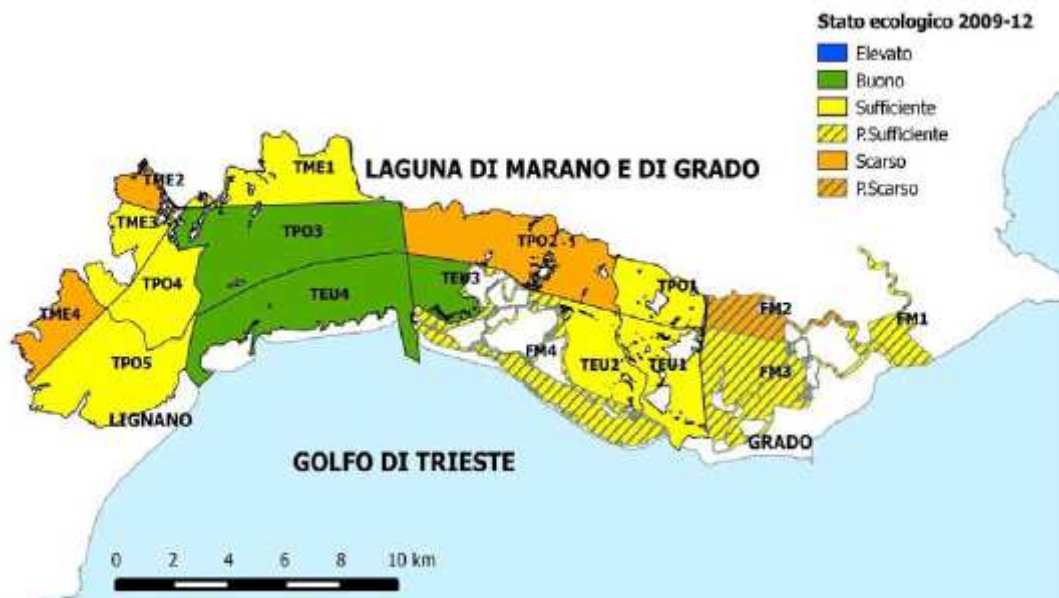 Stato ecologico 2009-12
Elevato
Buono
Sufficiente
P.Sufficiente
Scarso
P.Scarso
LAGUNA DI MARANO E DI GRADO
TME1
TME2
TME3
TPO3
TPO2
TEU3
TPO4
TEU4
TPO1
TME4
FM2
FM1
TPO5
FM4
TEU2
TEU1
FM3
LIGNANO
GRADO
GOLFO DI TRIESTE
0 2 4 6 8 10 km